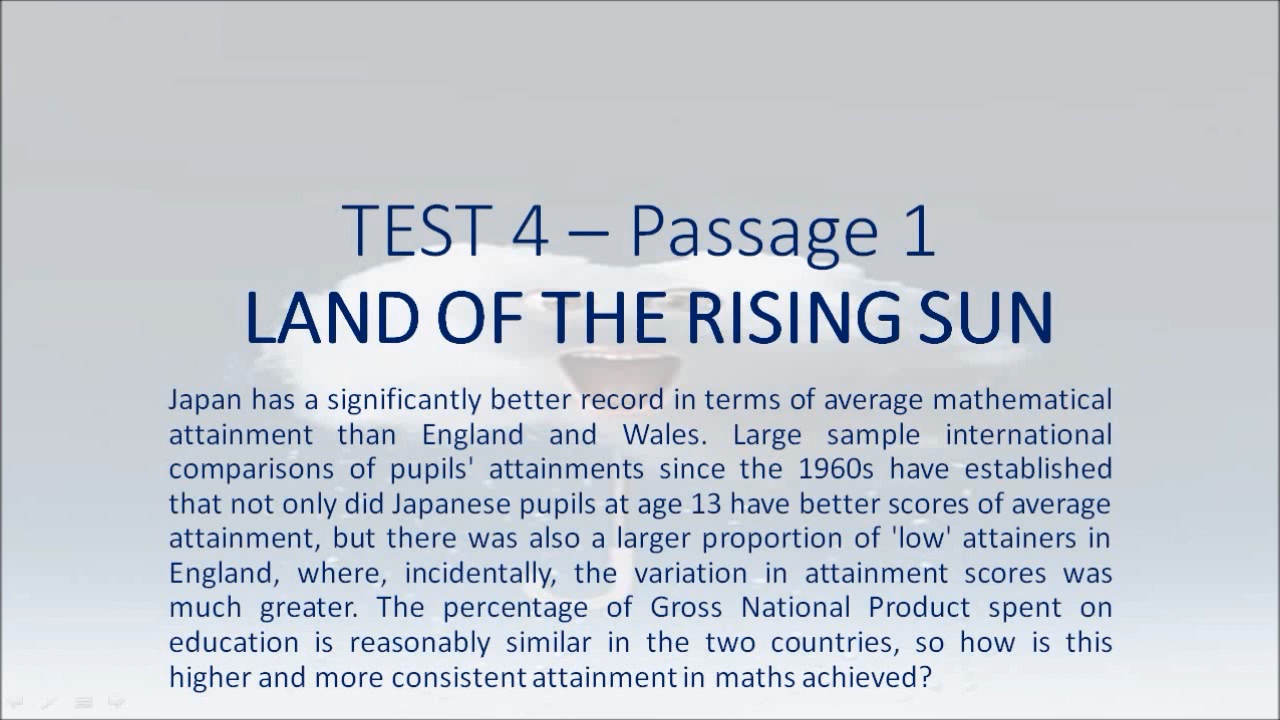 TEST 4 – Passage 1
LAND OF THE RISING SUN
Japan has a significantly better record in terms of average mathematical
attainment than England and Wales. Large sample international
comparisons of pupils' attainments since the 1960s have established
that not only did Japanese pupils at age 13 have better scores of average
attainment, but there was also a larger proportion of 'low' attainers in
England, where, incidentally, the variation in attainment scores was
much greater. The percentage of Gross National Product spent on
education is reasonably similar in the two countries, so how is this
higher and more consistent attainment in maths achieved?